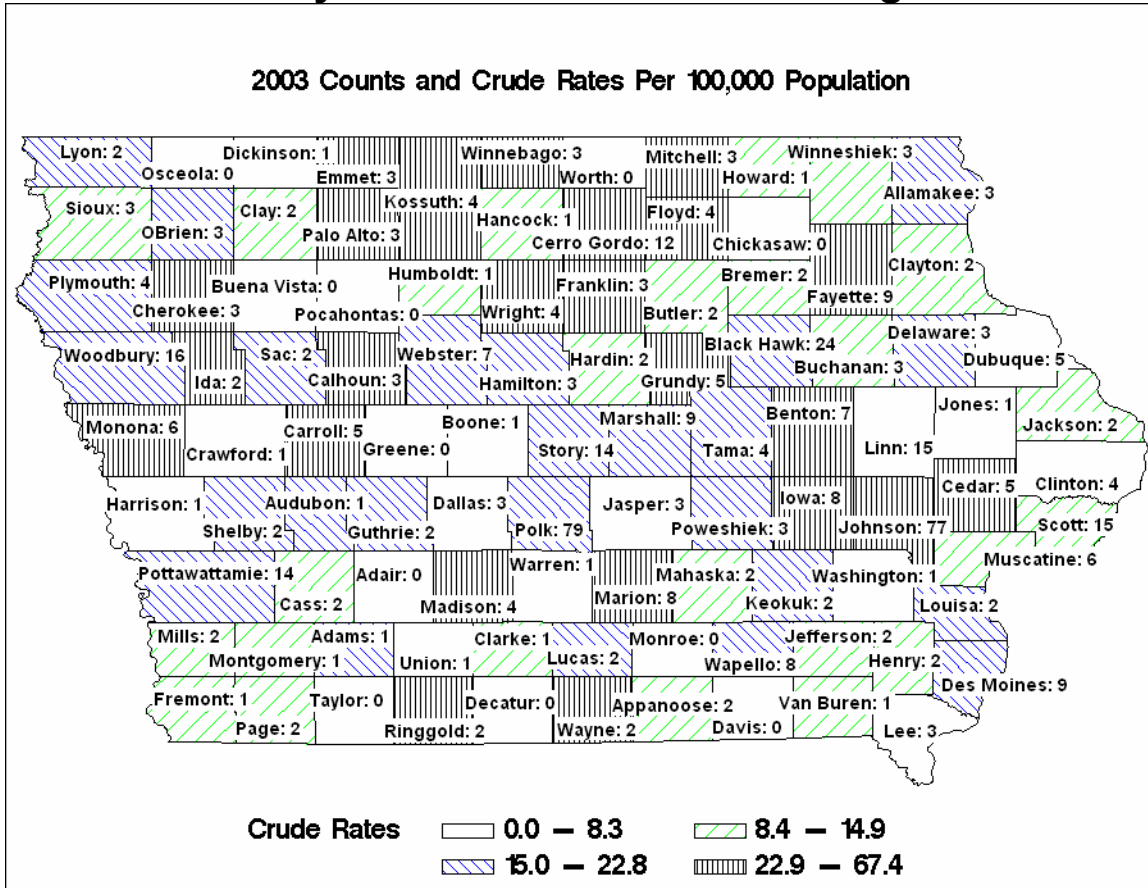 2003 Counts and Crude Rates Per 100,000 Population
Lyon: 2
Osceola: 0
Dickinson: 1
Emmet: 3
Winnebago: 3
Worth: 0
Mitchell: 3
Howard: 1
Winneshiek: 3
Allamakee: 3
Sioux: 3
OBrien: 3
Clay: 2
Palo Alto: 3
Kossuth: 4
Hancock: 1
Cerro Gordo: 12
Floyd: 4
Chickasaw: 0
Clayton: 2
Plymouth: 4
Cherokee: 3
Buena Vista: 0
Pocahontas: 0
Humboldt: 1
Wright: 4
Franklin: 3
Butler: 2
Bremer: 2
Fayette: 9
Woodbury: 16
Ida: 2
Sac: 2
Calhoun: 3
Webster: 7
Hamilton: 3
Hardin: 2
Grundy: 5
Black Hawk: 24
Buchanan: 3
Delaware: 3
Dubuque: 5
Monona: 6
Crawford: 1
Carroll: 5
Greene: 0
Boone: 1
Story: 14
Marshall: 9
Tama: 4
Benton: 7
Linn: 15
Jones: 1
Jackson: 2
Harrison: 1
Shelby: 2
Audubon: 1
Guthrie: 2
Dallas: 3
Polk: 79
Jasper: 3
Poweshiek: 3
Iowa: 8
Johnson: 77
Cedar: 5
Clinton: 4
Scott: 15
Muscatine: 6
Pottawattamie: 14
Cass: 2
Adair: 0
Madison: 4
Warren: 1
Marion: 8
Mahaska: 2
Keokuk: 2
Washington: 1
Louisa: 2
Mills: 2
Montgomery: 1
Adams: 1
Union: 1
Clarke: 1
Lucas: 2
Monroe: 0
Wapello: 8
Jefferson: 2
Henry: 2
Des Moines: 9
Fremont: 1
Page: 2
Taylor: 0
Ringgold: 2
Decatur: 0
Wayne: 2
Appanoose: 2
Davis: 0
Van Buren: 1
Lee: 3
Crude Rates 0.0 — 8.3 8.4 — 14.9
15.0 — 22.8 22.9 — 67.4